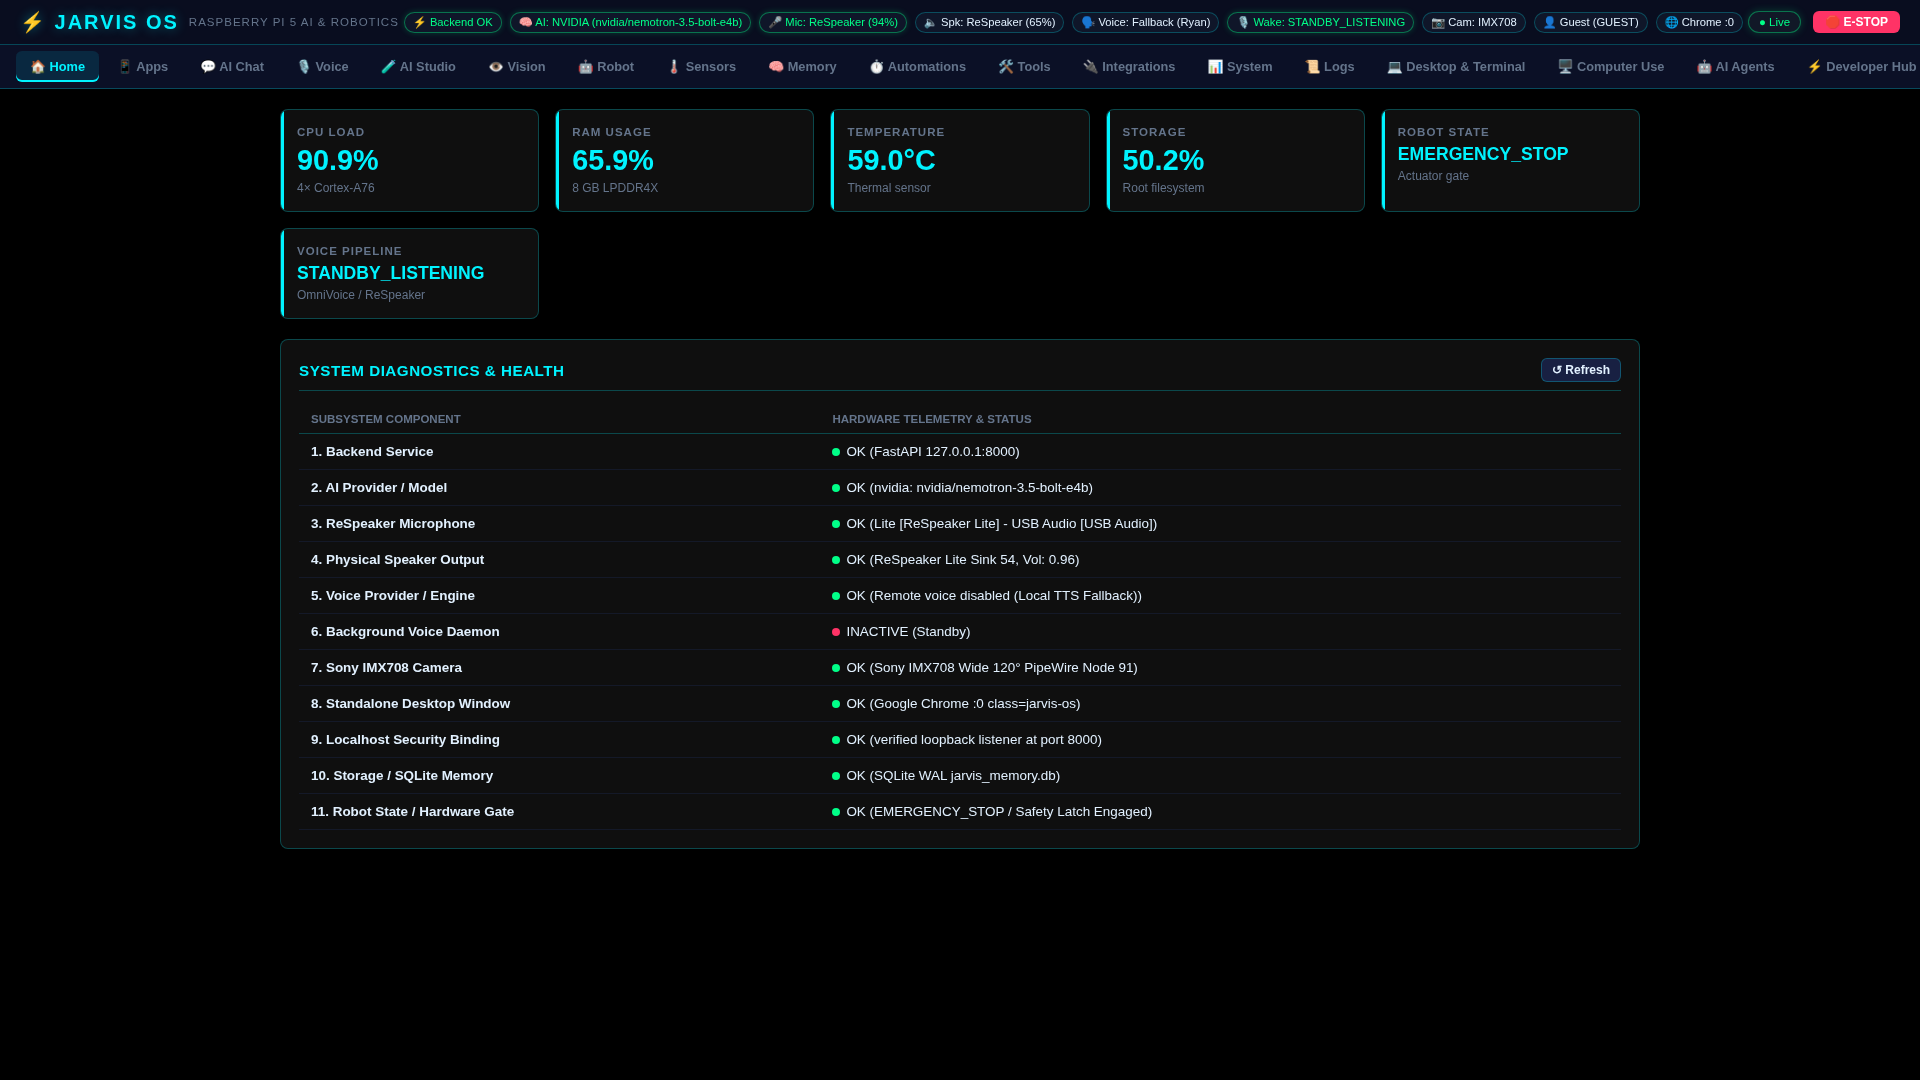 ⚡ JARVIS OS RASPBERRY PI 5 AI & ROBOTICS ⚡ Backend OK 🧠 AI: NVIDIA (nvidia/nemotron-3.5-bolt-e4b) 🎤 Mic: ReSpeaker (94%) 🔈 Spk: ReSpeaker (65%) 🗣️ Voice: Fallback (Ryan) 🎙️ Wake: STANDBY_LISTENING 📷 Cam: IMX708 👤 Guest (GUEST) 🌐 Chrome :0 ● Live 🛑 E-STOP
🏠 Home 📱 Apps 💬 AI Chat 🎙️ Voice 🧪 AI Studio 👁️ Vision 🤖 Robot 🌡️ Sensors 🧠 Memory ⏱️ Automations 🛠️ Tools 🔌 Integrations 📊 System 📜 Logs 💻 Desktop & Terminal 🖥️ Computer Use 🤖 AI Agents ⚡ Developer Hub
CPU LOAD
90.9%
4× Cortex-A76
RAM USAGE
65.9%
8 GB LPDDR4X
TEMPERATURE
59.0°C
Thermal sensor
STORAGE
50.2%
Root filesystem
ROBOT STATE
EMERGENCY_STOP
Actuator gate
VOICE PIPELINE
STANDBY_LISTENING
OmniVoice / ReSpeaker
SYSTEM DIAGNOSTICS & HEALTH ↺ Refresh
SUBSYSTEM COMPONENT HARDWARE TELEMETRY & STATUS
1. Backend Service OK (FastAPI 127.0.0.1:8000)
2. AI Provider / Model OK (nvidia: nvidia/nemotron-3.5-bolt-e4b)
3. ReSpeaker Microphone OK (Lite [ReSpeaker Lite] - USB Audio [USB Audio])
4. Physical Speaker Output OK (ReSpeaker Lite Sink 54, Vol: 0.96)
5. Voice Provider / Engine OK (Remote voice disabled (Local TTS Fallback))
6. Background Voice Daemon INACTIVE (Standby)
7. Sony IMX708 Camera OK (Sony IMX708 Wide 120° PipeWire Node 91)
8. Standalone Desktop Window OK (Google Chrome :0 class=jarvis-os)
9. Localhost Security Binding OK (verified loopback listener at port 8000)
10. Storage / SQLite Memory OK (SQLite WAL jarvis_memory.db)
11. Robot State / Hardware Gate OK (EMERGENCY_STOP / Safety Latch Engaged)